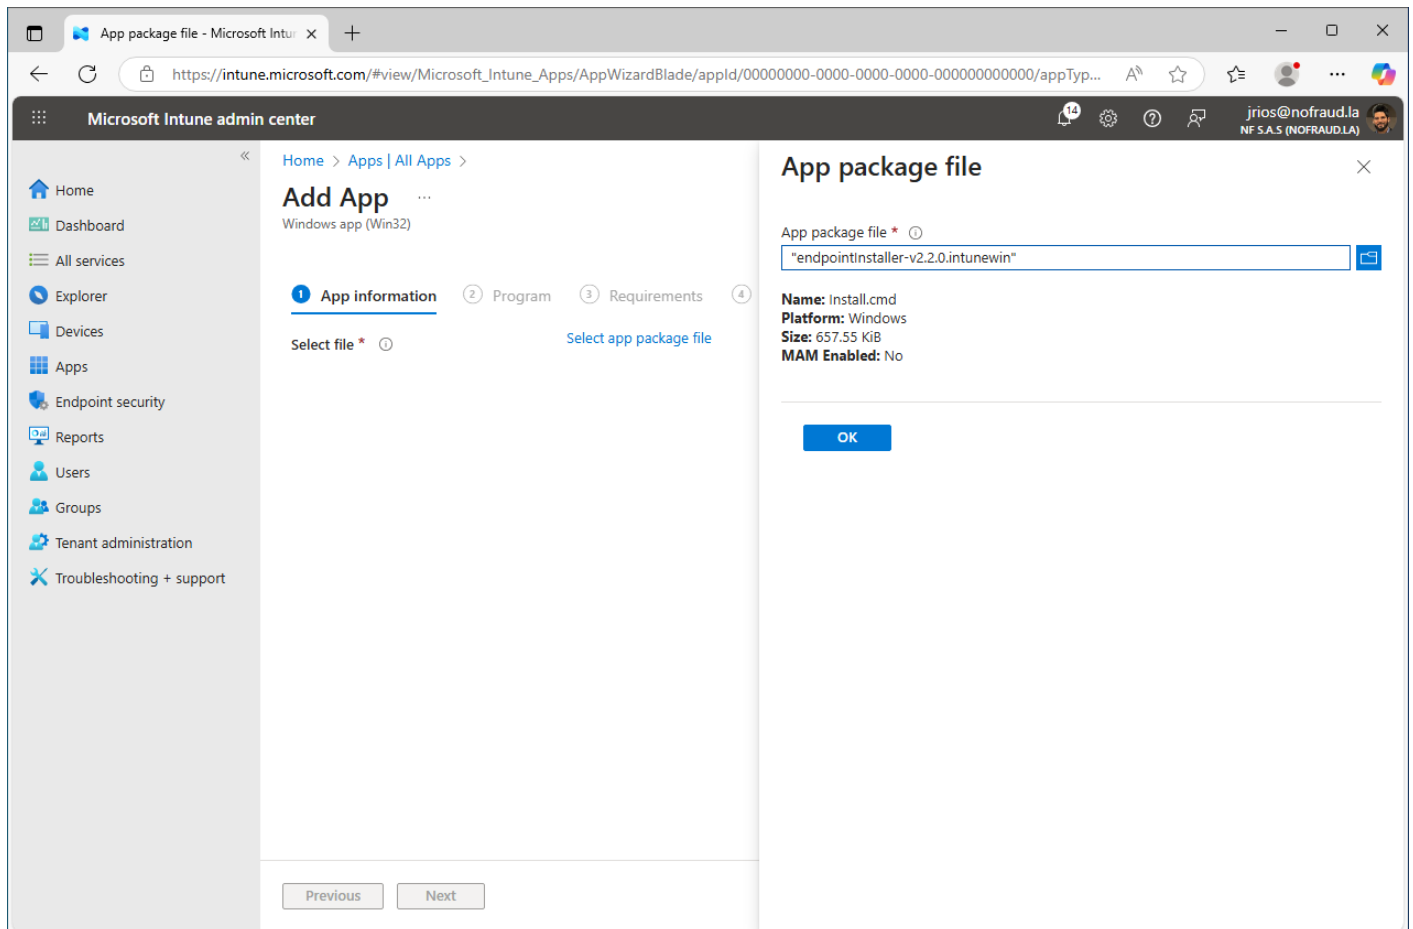 App package file - Microsoft Intur
https://intune.microsoft.com/#view/Microsoft_Intune_Apps/AppWizardBlade/appId/00000000-0000-0000-0000-000000000000/appTyp...
Microsoft Intune admin center
14
jrios@nofraud.la
NF S.A.S (NOFRAUD.LA)
Home
Dashboard
All services
Explorer
Devices
Apps
Endpoint security
Reports
Users
Groups
Tenant administration
Troubleshooting + support
Home > Apps | All Apps >
Add App ...
Windows app (Win32)
1 App information 2 Program 3 Requirements 4
Select file *
Select app package file
Previous Next
App package file
App package file *
"endpointInstaller-v2.2.0.intunewin"
Name: Install.cmd
Platform: Windows
Size: 657.55 KiB
MAM Enabled: No
OK